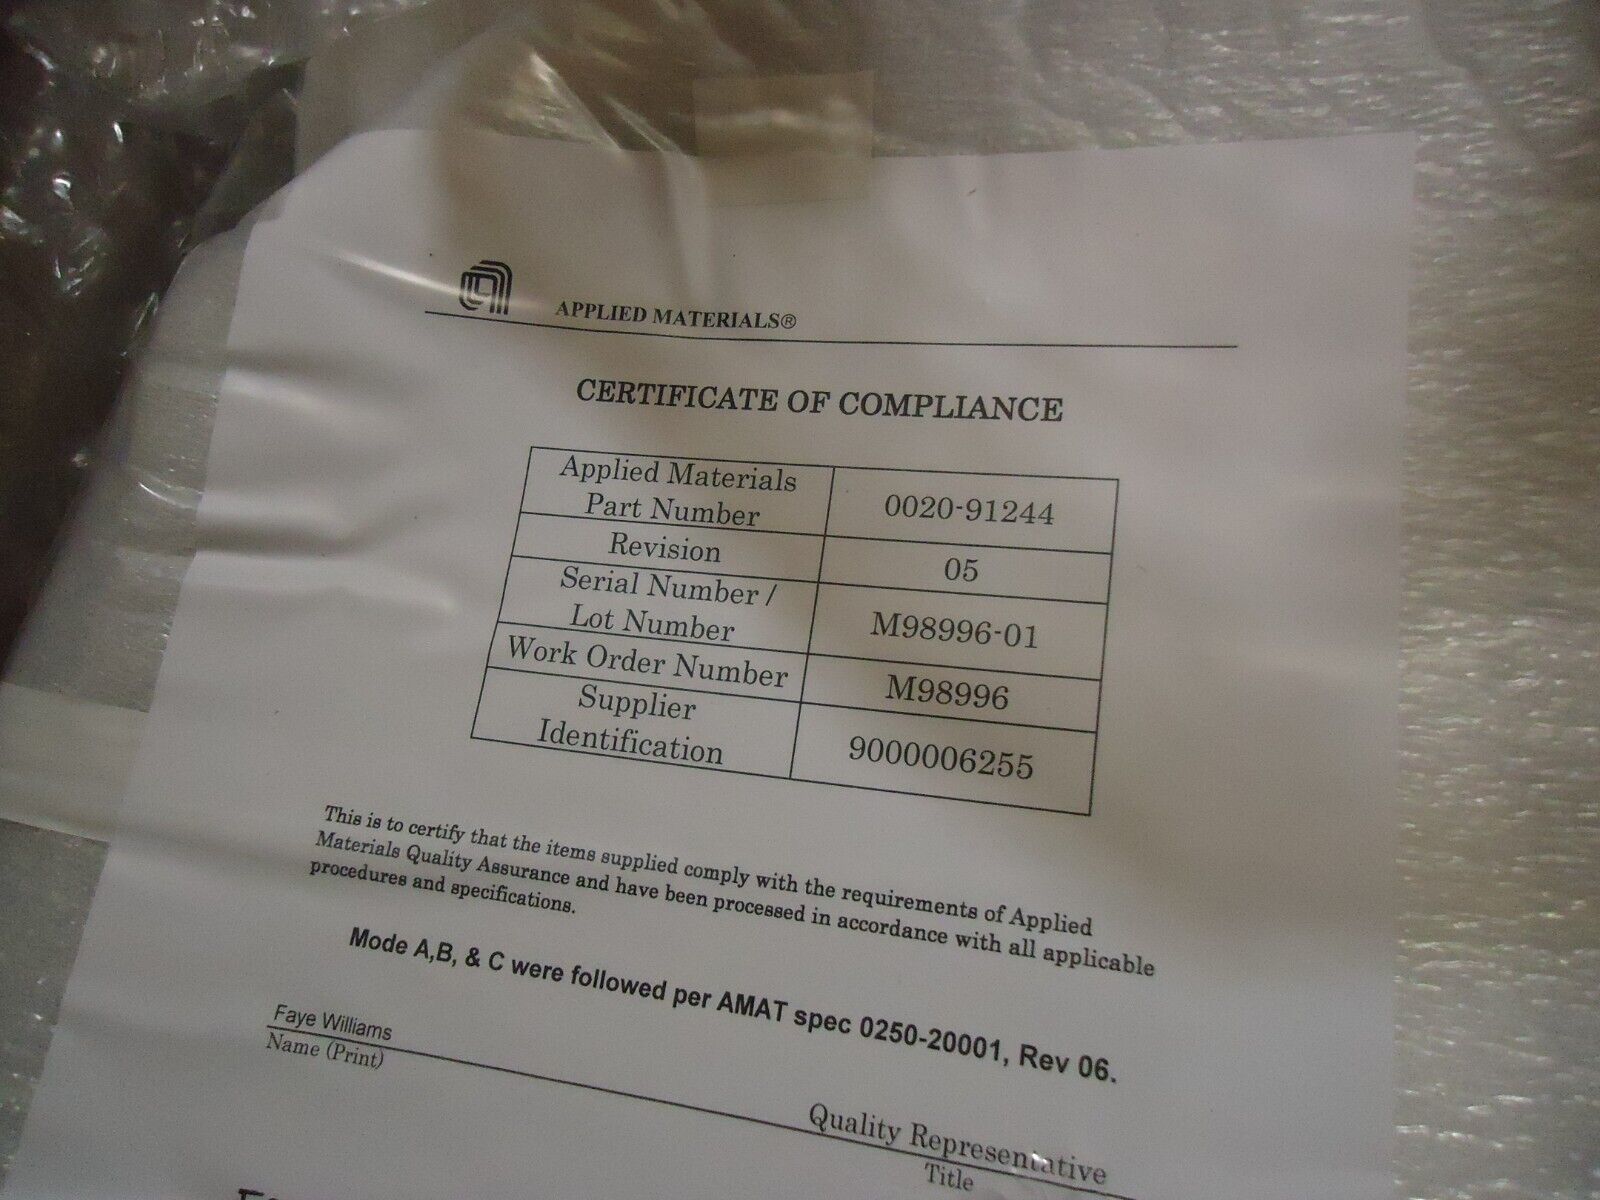 APPLIED MATERIALS®
CERTIFICATE OF COMPLIANCE
Applied Materials
Part Number
0020-91244
Revision
05
Serial Number /
Lot Number
M98996-01
Work Order Number
M98996
Supplier
Identification
9000006255
This is to certify that the items supplied comply with the requirements of Applied
Materials Quality Assurance and have been processed in accordance with all applicable
procedures and specifications.
Mode A,B, & C were followed per AMAT spec 0250-20001, Rev 06.
Faye Williams
Name (Print)
Quality Representative
Title